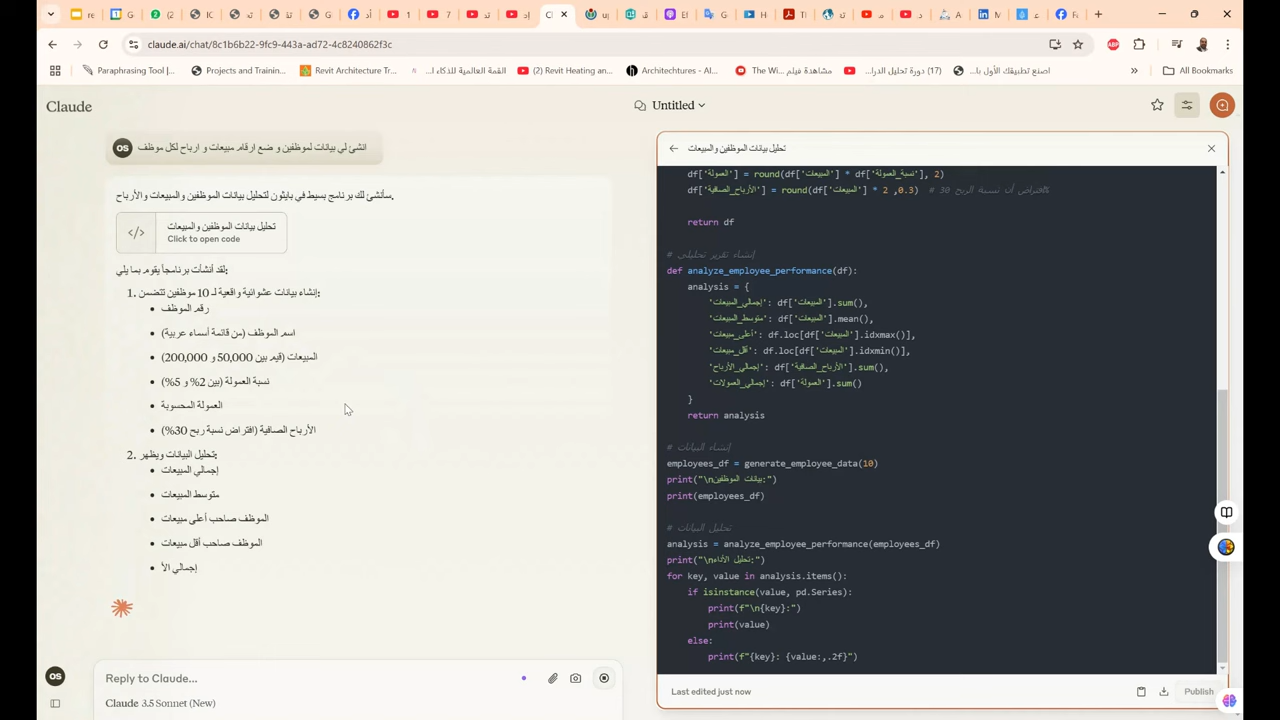 claude.ai/chat/8c1b6b22-9fc9-443a-ad72-4c8240862f3c
Paraphrasing Tool |...
Projects and Trainin...
Revit Architecture Tr...
القمة العالمية للذكاء ا...
(2) Revit Heating an...
Architechtures - AI...
مشاهدة فيلم The Wi...
(17) دورة تحليل الدرا...
اصنع تطبيقك الأول با...
All Bookmarks
Claude
Untitled
OS
انشئ لي بيانات لموظفين و ضع ارقام مبيعات و ارباح لكل موظف
سأنشئ لك برنامج بسيط في بايثون لتحليل بيانات الموظفين والمبيعات والأرباح.
تحليل بيانات الموظفين والمبيعات
Click to open code
لقد أنشأت برنامجاً يقوم بما يلي:
1. إنشاء بيانات عشوائية واقعية لـ 10 موظفين تتضمن:
• رقم الموظف
• اسم الموظف (من قائمة أسماء عربية)
• المبيعات (قيم بين 50,000 و 200,000)
• نسبة العمولة (بين 2% و 5%)
• العمولة المحسوبة
• الأرباح الصافية (افتراض نسبة ربح 30%)
2. تحليل البيانات ويظهر:
• إجمالي المبيعات
• متوسط المبيعات
• الموظف صاحب أعلى مبيعات
• الموظف صاحب أقل مبيعات
• إجمالي الأ
Reply to Claude...
Claude 3.5 Sonnet (New)
OS
تحليل بيانات الموظفين والمبيعات
df['العمولة'] = round(df['المبيعات'] * df['نسبة_العمولة'], 2)
df['الأرباح_الصافية'] = round(df['المبيعات'] * 0.3, 2) # افتراض أن نسبة الربح 30%
return df
# إنشاء تقرير تحليلي
def analyze_employee_performance(df):
analysis = {
'إجمالي_المبيعات': df['المبيعات'].sum(),
'متوسط_المبيعات': df['المبيعات'].mean(),
'أعلى_مبيعات': df.loc[df['المبيعات'].idxmax()],
'أقل_مبيعات': df.loc[df['المبيعات'].idxmin()],
'إجمالي_الأرباح': df['الأرباح_الصافية'].sum(),
'إجمالي_العمولات': df['العمولة'].sum()
}
return analysis
# إنشاء البيانات
employees_df = generate_employee_data(10)
print("\nبيانات الموظفين:")
print(employees_df)
# تحليل البيانات
analysis = analyze_employee_performance(employees_df)
print("\nتحليل الأداء:")
for key, value in analysis.items():
if isinstance(value, pd.Series):
print(f"\n{key}:")
print(value)
else:
print(f"{key}: {value:,.2f}")
Last edited just now
Publish